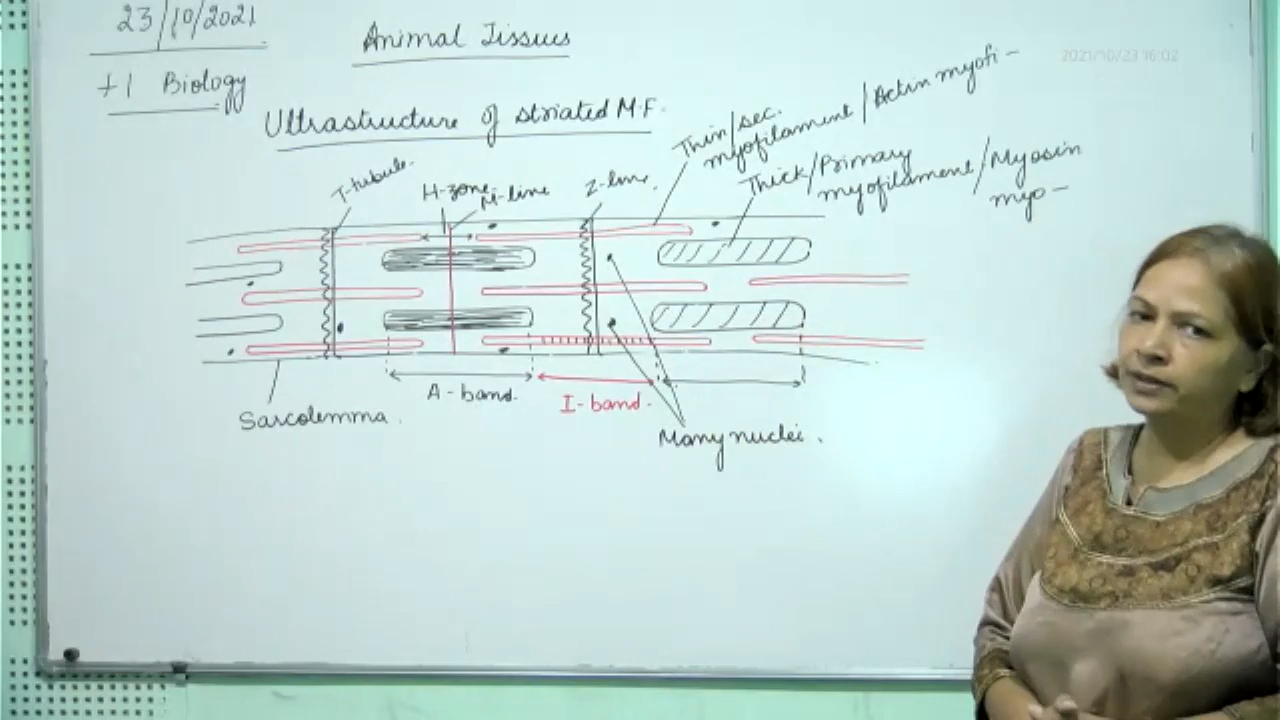 23/10/2021
Animal Tissues
2021/10/23 16:02
+1 Biology
Ultrastructure of striated M.F.
Thin/sec.
myofilament/Actin myofi-
Thick/Primary
myofilament/Myosin
myo-
T-tubule.
H-zone
M-line
Z-line.
Sarcolemma.
A-band.
I-band.
Many nuclei.